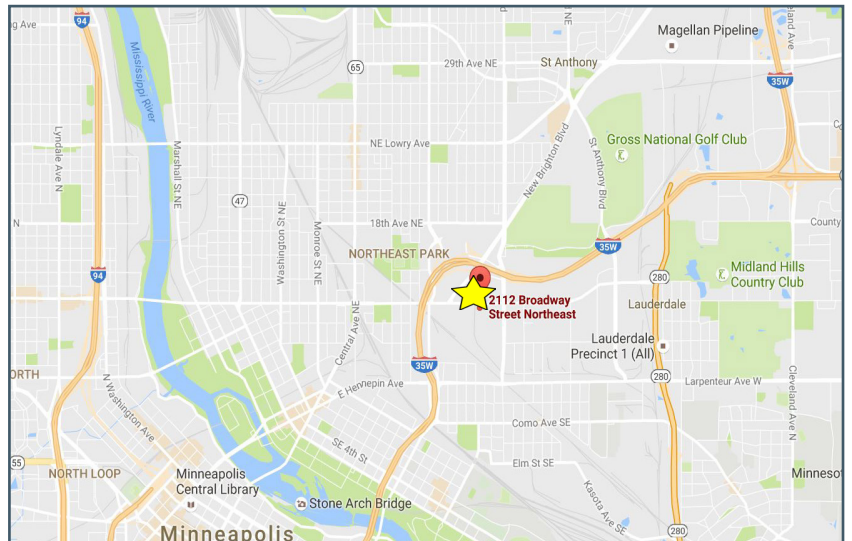 94
g Ave
Magellan Pipeline
65
29th Ave NE
St Anthony
35W
Mississippi River
Lyndale Ave N
Marshall St NE
NE Lowry Ave
New Brighton Blvd
St Anthony Blvd
Gross National Golf Club
47
Washington St NE
Monroe St NE
18th Ave NE
N
County
35W
NORTHEAST PARK
94
280
Midland Hills
Country Club
2112 Broadway
Street Northeast
Lauderdale
Central Ave NE
Lauderdale
Precinct 1 (All)
35W
ORTH
280
E Hennepin Ave
Larpenteur Ave W
Cleveland Ave N
N Washington Ave
Como Ave SE
SE 4th St
55
Elm St SE
NORTH LOOP
Minneapolis
Central Library
Minnesot
Kasota Ave SE
Stone Arch Bridge
280
Minneapolis